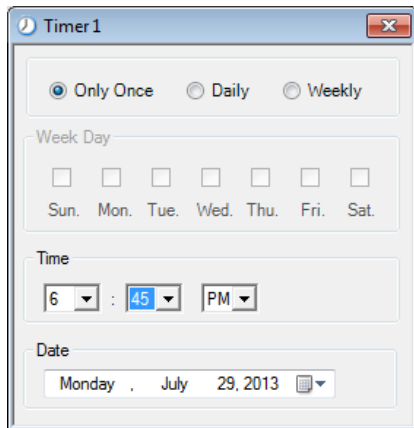 Timer 1
Only Once Daily Weekly
Week Day
Sun. Mon. Tue. Wed. Thu. Fri. Sat.
Time
6 : 45 PM
Date
Monday , July 29, 2013